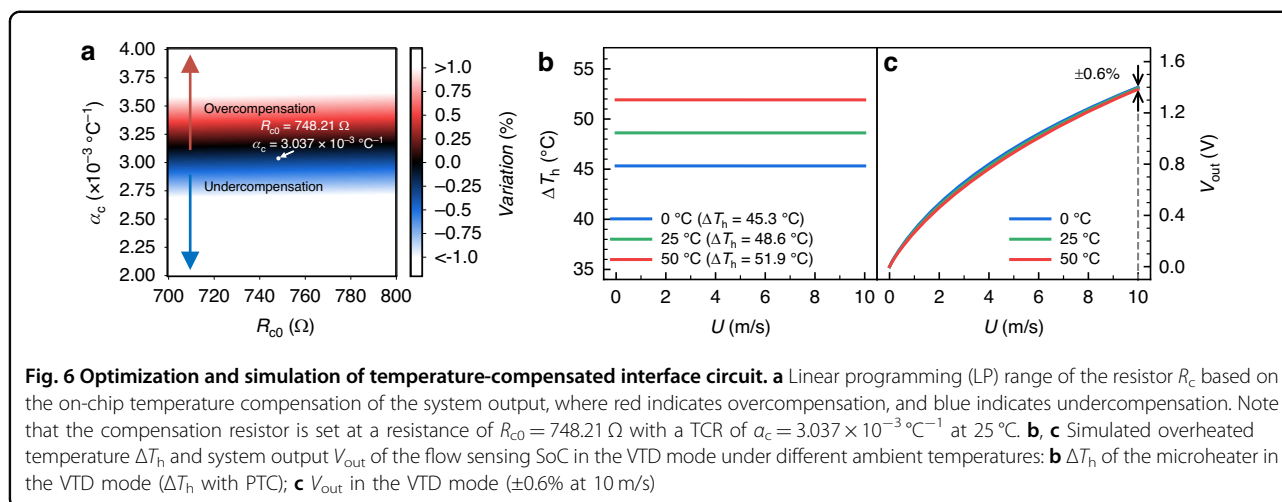 a
4.00
3.75
3.50
3.25
3.00
2.75
2.50
2.25
2.00
αc (×10⁻³ °C⁻¹)
Overcompensation
Rc0 = 748.21 Ω
αc = 3.037 × 10⁻³ °C⁻¹
Undercompensation
700 720 740 760 780 800
Rc0 (Ω)
>1.0
0.75
0.50
0.25
0.0
−0.25
−0.5
−0.75
<-1.0
Variation (%)
b
55
52
50
48
45
42
40
38
35
ΔTh (°C)
0 °C (ΔTh = 45.3 °C)
25 °C (ΔTh = 48.6 °C)
50 °C (ΔTh = 51.9 °C)
0 2 4 6 8 10
U (m/s)
c
±0.6%
0 °C
25 °C
50 °C
0 2 4 6 8 10
U (m/s)
1.6
1.2
0.8
0.4
0.0
Vout (V)
Fig. 6 Optimization and simulation of temperature-compensated interface circuit. a Linear programming (LP) range of the resistor Rc based on
the on-chip temperature compensation of the system output, where red indicates overcompensation, and blue indicates undercompensation. Note
that the compensation resistor is set at a resistance of Rc0 = 748.21 Ω with a TCR of αc = 3.037 × 10⁻³ °C⁻¹ at 25 °C. b, c Simulated overheated
temperature ΔTh and system output Vout of the flow sensing SoC in the VTD mode under different ambient temperatures: b ΔTh of the microheater in
the VTD mode (ΔTh with PTC); c Vout in the VTD mode (±0.6% at 10 m/s)